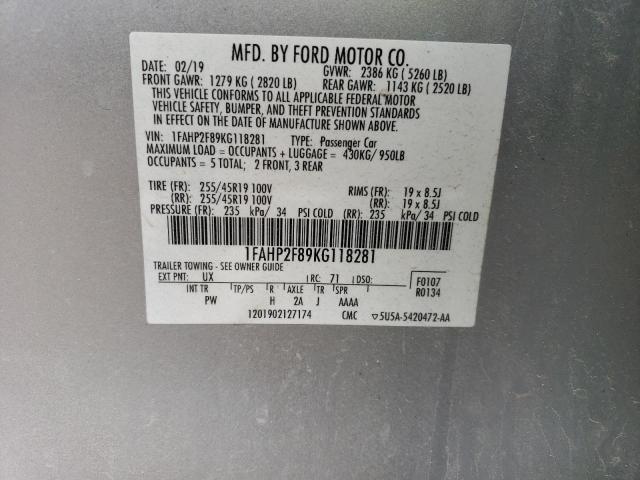 MFD. BY FORD MOTOR CO.
DATE: 02/19 GVWR: 2386 KG ( 5260 LB)
FRONT GAWR: 1279 KG ( 2820 LB) REAR GAWR: 1143 KG ( 2520 LB)
THIS VEHICLE CONFORMS TO ALL APPLICABLE FEDERAL MOTOR
VEHICLE SAFETY, BUMPER, AND THEFT PREVENTION STANDARDS
IN EFFECT ON THE DATE OF MANUFACTURE SHOWN ABOVE.
VIN: 1FAHP2F89KG118281 TYPE: Passenger Car
MAXIMUM LOAD = OCCUPANTS + LUGGAGE = 430KG/ 950LB
OCCUPANTS = 5 TOTAL; 2 FRONT, 3 REAR
TIRE (FR): 255/45R19 100V RIMS (FR): 19 x 8.5J
(RR): 255/45R19 100V (RR): 19 x 8.5J
PRESSURE (FR): 235 kPa/ 34 PSI COLD (RR): 235 kPa/ 34 PSI COLD
1FAHP2F89KG118281
TRAILER TOWING - SEE OWNER GUIDE
EXT PNT: UX RC: 71 DSO: F0107
INT TR TP/PS R AXLE TR SPR R0134
PW H 2A J AAAA
1201902127174 CMC ▽5U5A-5420472-AA